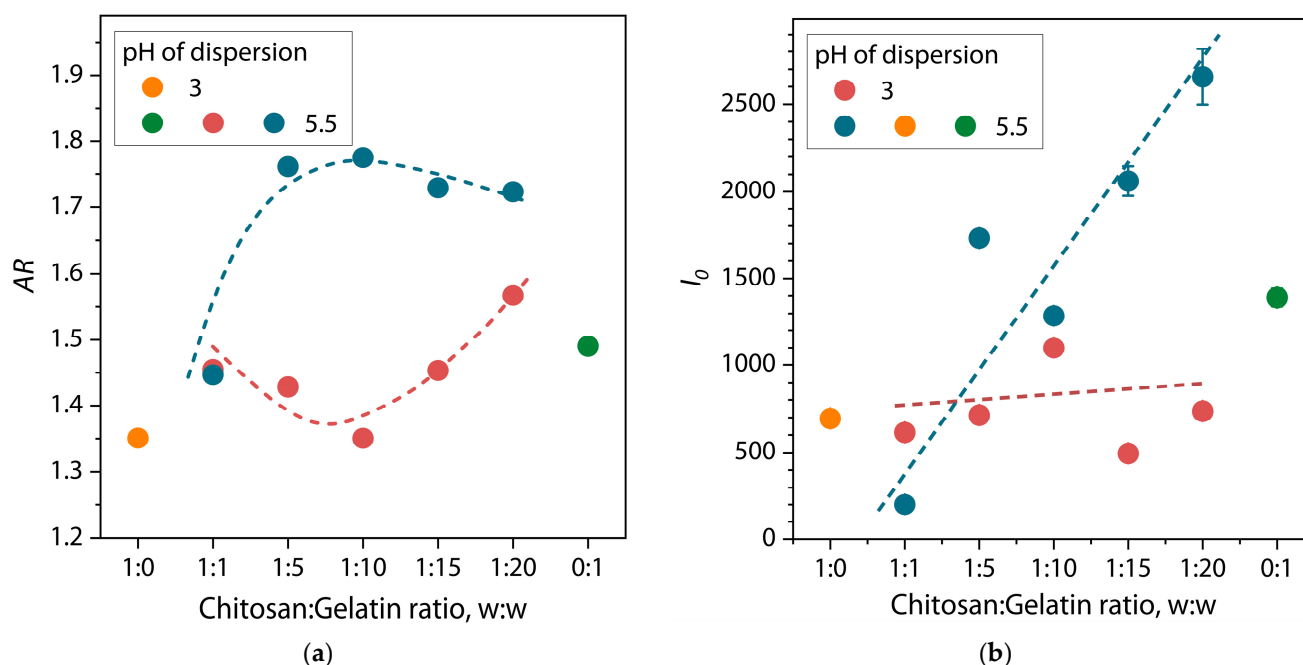 pH of dispersion
3
5.5
1.9
1.8
1.7
1.6
1.5
1.4
1.3
1.2
AR
1:0 1:1 1:5 1:10 1:15 1:20 0:1
Chitosan:Gelatin ratio, w:w
(a)
pH of dispersion
3
5.5
2500
2000
1500
1000
500
0
I0
1:0 1:1 1:5 1:10 1:15 1:20 0:1
Chitosan:Gelatin ratio, w:w
(b)